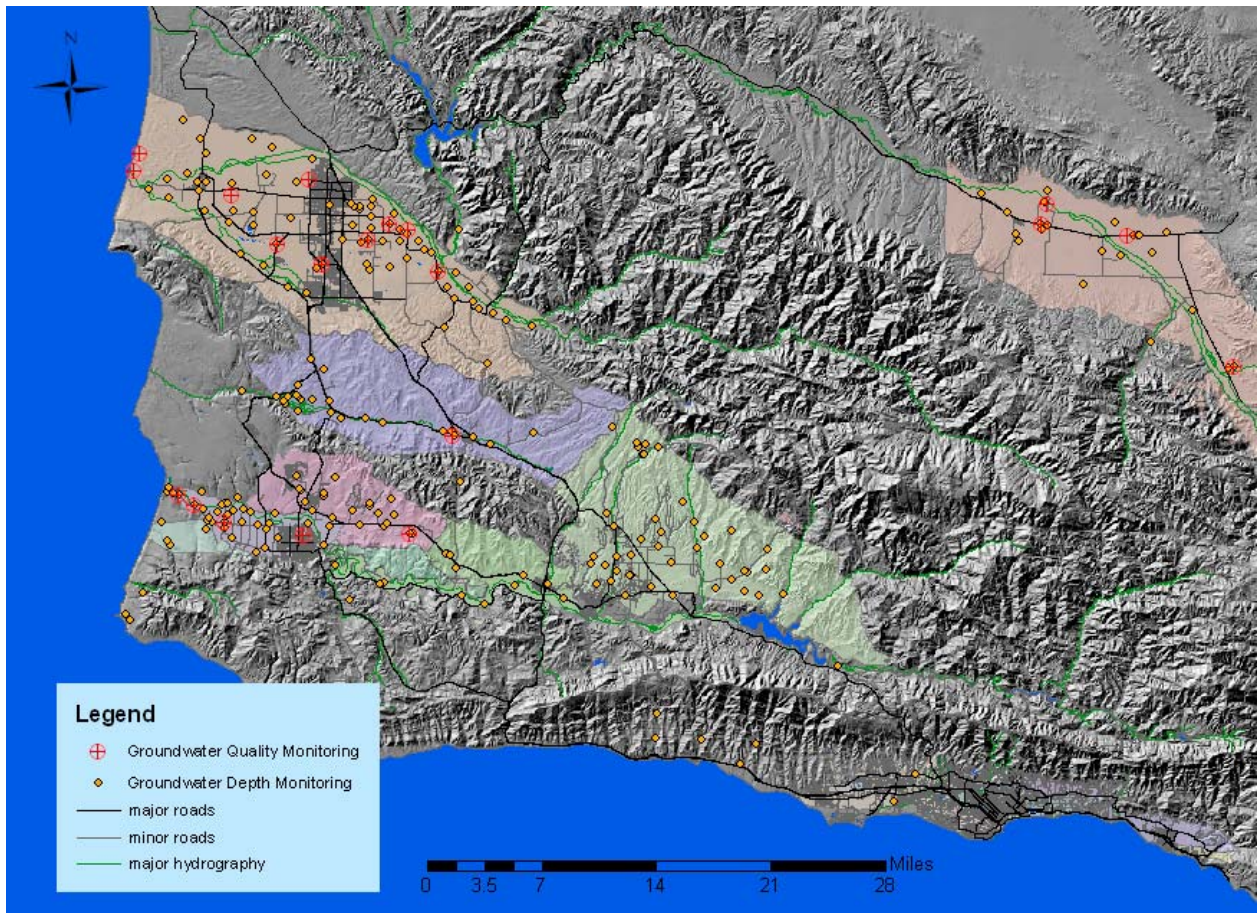 N
Legend
Groundwater Quality Monitoring
Groundwater Depth Monitoring
major roads
minor roads
major hydrography
Miles
0 3.5 7 14 21 28